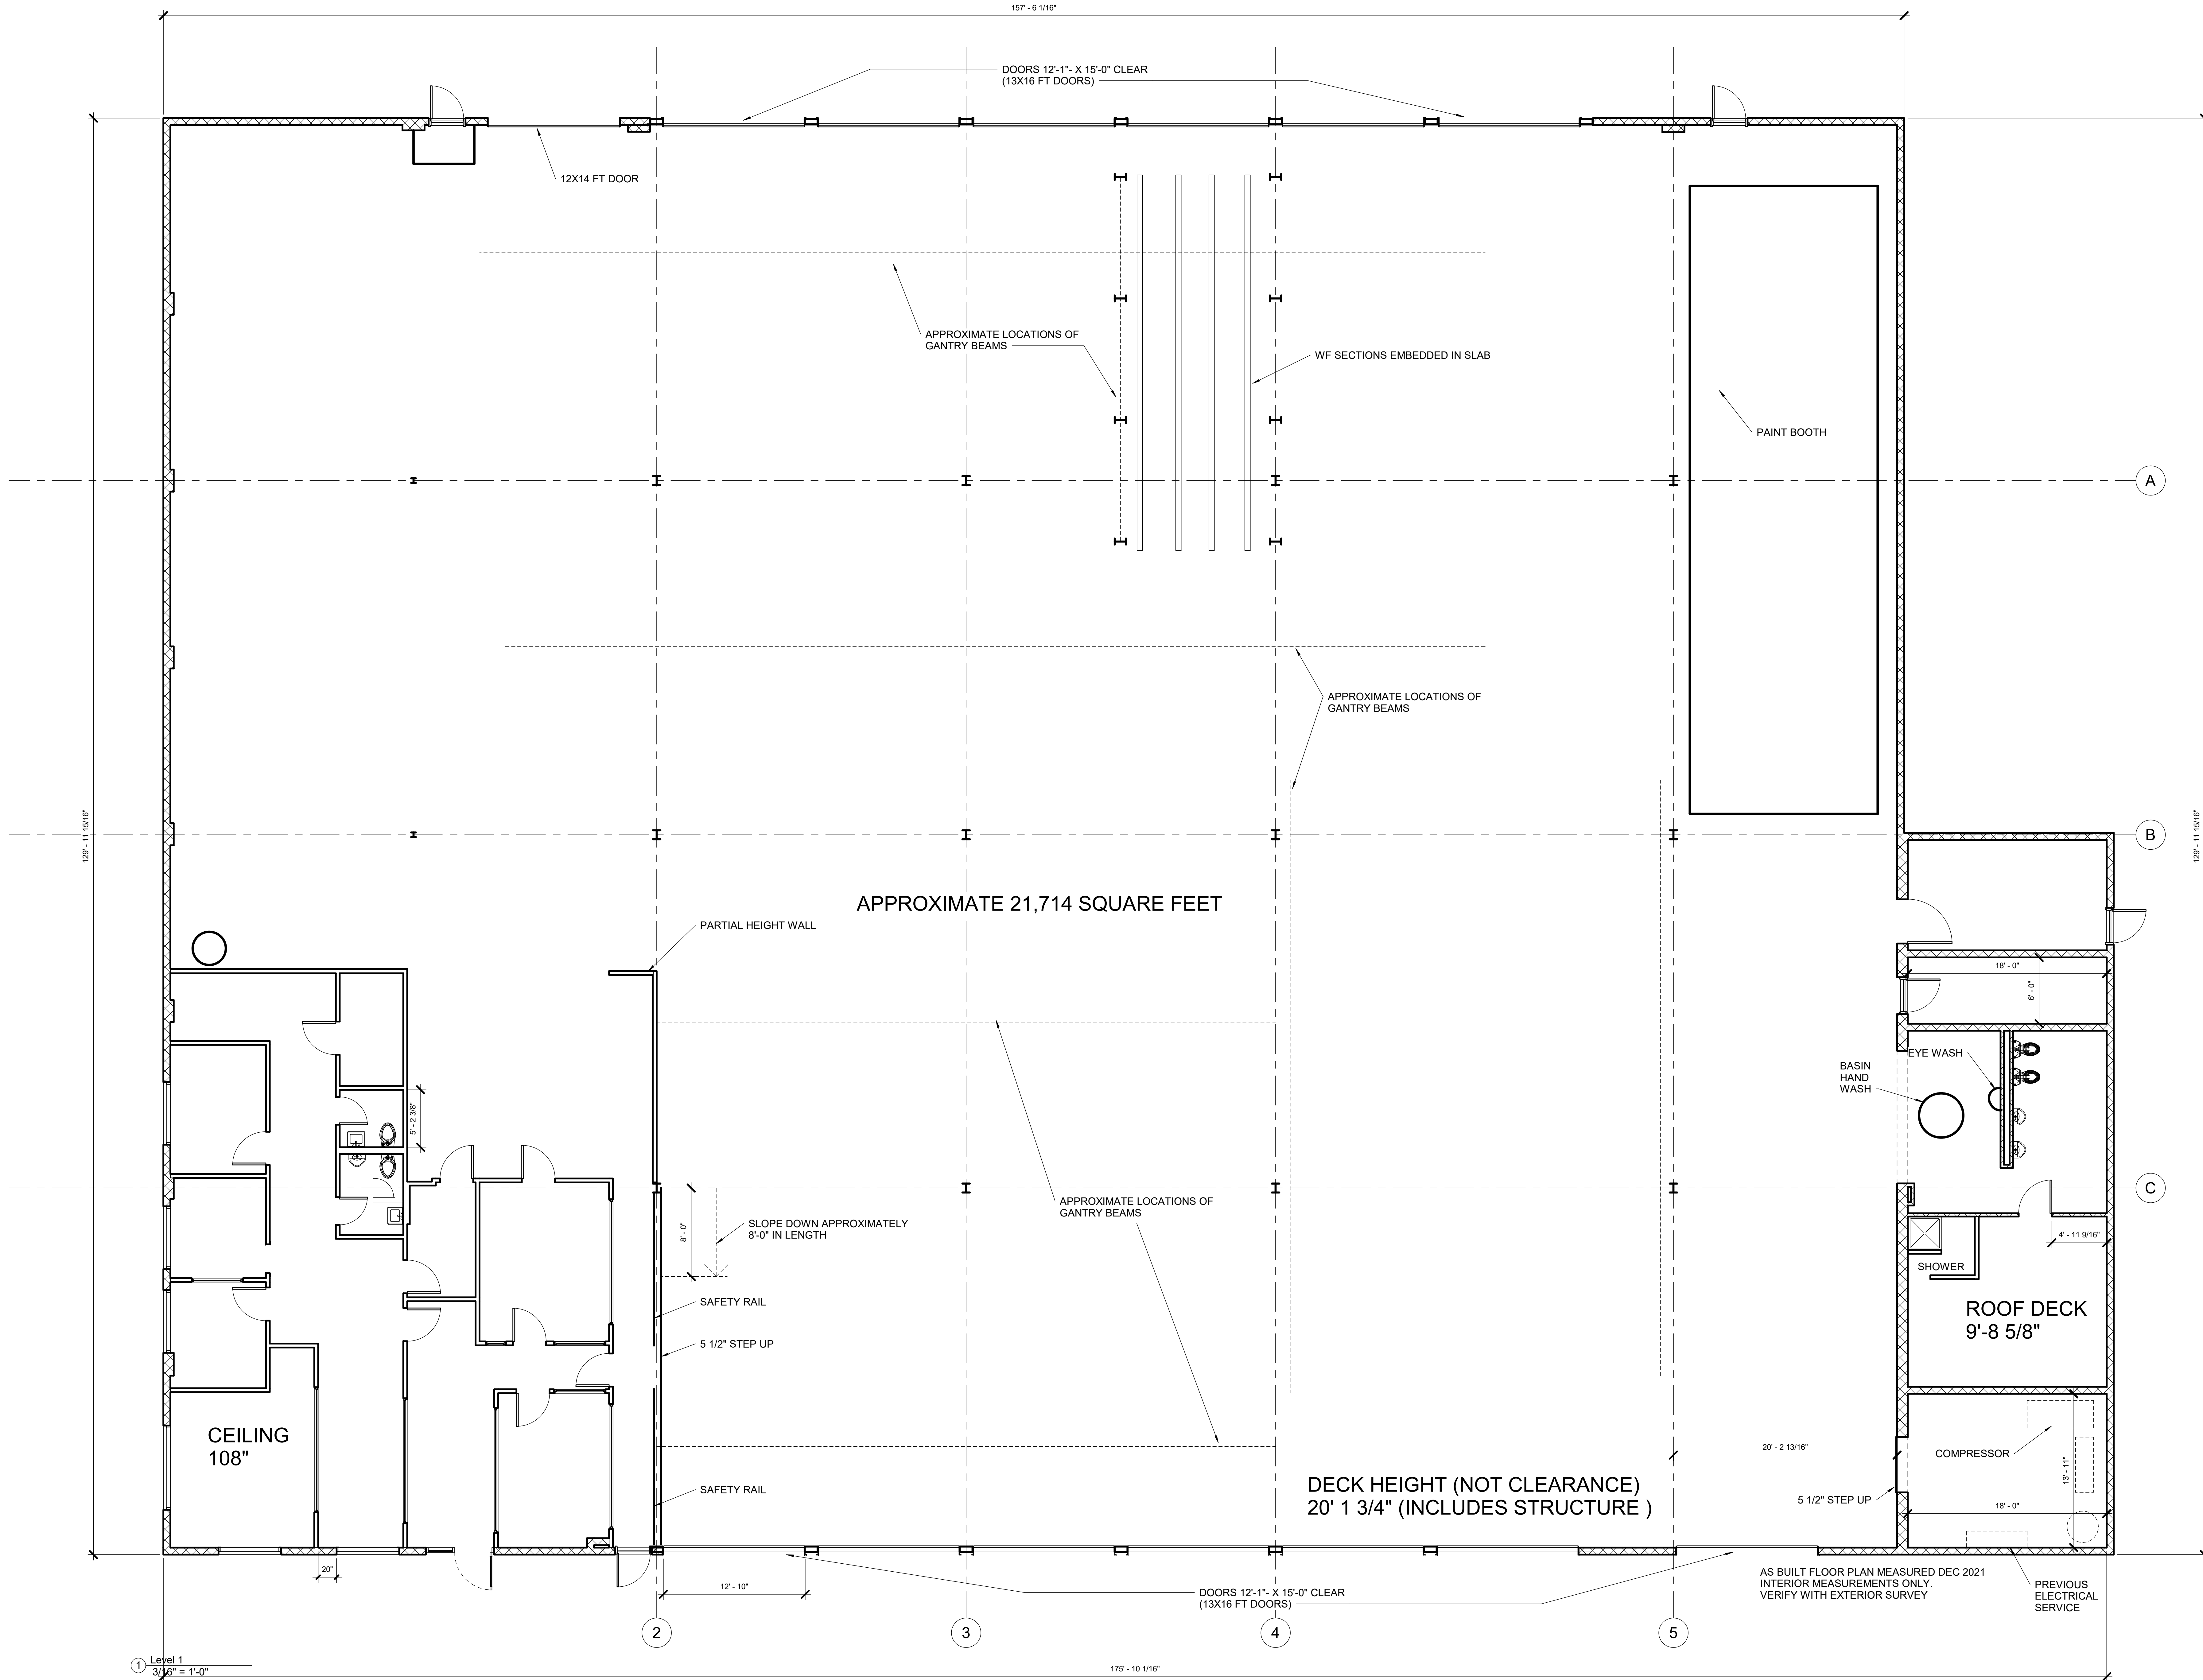 157' - 6 1/16"
DOORS 12'-1"- X 15'-0" CLEAR
(13X16 FT DOORS)
12X14 FT DOOR
APPROXIMATE LOCATIONS OF
GANTRY BEAMS
WF SECTIONS EMBEDDED IN SLAB
PAINT BOOTH
A
APPROXIMATE LOCATIONS OF
GANTRY BEAMS
129' - 11 15/16"
129' - 11 15/16"
B
APPROXIMATE 21,714 SQUARE FEET
PARTIAL HEIGHT WALL
18' - 0"
6' - 0"
EYE WASH
BASIN
HAND
WASH
5' - 2 3/8"
C
APPROXIMATE LOCATIONS OF
GANTRY BEAMS
8' - 0"
SLOPE DOWN APPROXIMATELY
8'-0" IN LENGTH
4' - 11 9/16"
SHOWER
SAFETY RAIL
ROOF DECK
9'-8 5/8"
5 1/2" STEP UP
CEILING
108"
20' - 2 13/16"
COMPRESSOR
13' - 11"
DECK HEIGHT (NOT CLEARANCE)
20' 1 3/4" (INCLUDES STRUCTURE )
SAFETY RAIL
5 1/2" STEP UP
18' - 0"
20"
12' - 10"
DOORS 12'-1"- X 15'-0" CLEAR
(13X16 FT DOORS)
AS BUILT FLOOR PLAN MEASURED DEC 2021
INTERIOR MEASUREMENTS ONLY.
VERIFY WITH EXTERIOR SURVEY
PREVIOUS
ELECTRICAL
SERVICE
2
3
4
5
1
Level 1
3/16" = 1'-0"
175' - 10 1/16"